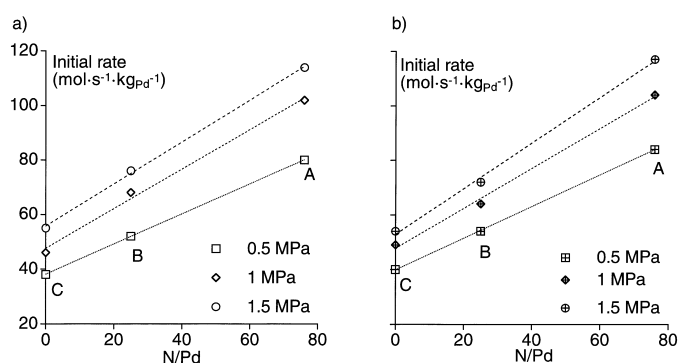 a)
Initial rate
(mol·s-1·kgPd-1)
120
100
80
60
40
20
0
20
40
60
80
N/Pd
A
B
C
0.5 MPa
1 MPa
1.5 MPa
b)
Initial rate
(mol·s-1·kgPd-1)
0
20
40
60
80
N/Pd
A
B
C
0.5 MPa
1 MPa
1.5 MPa